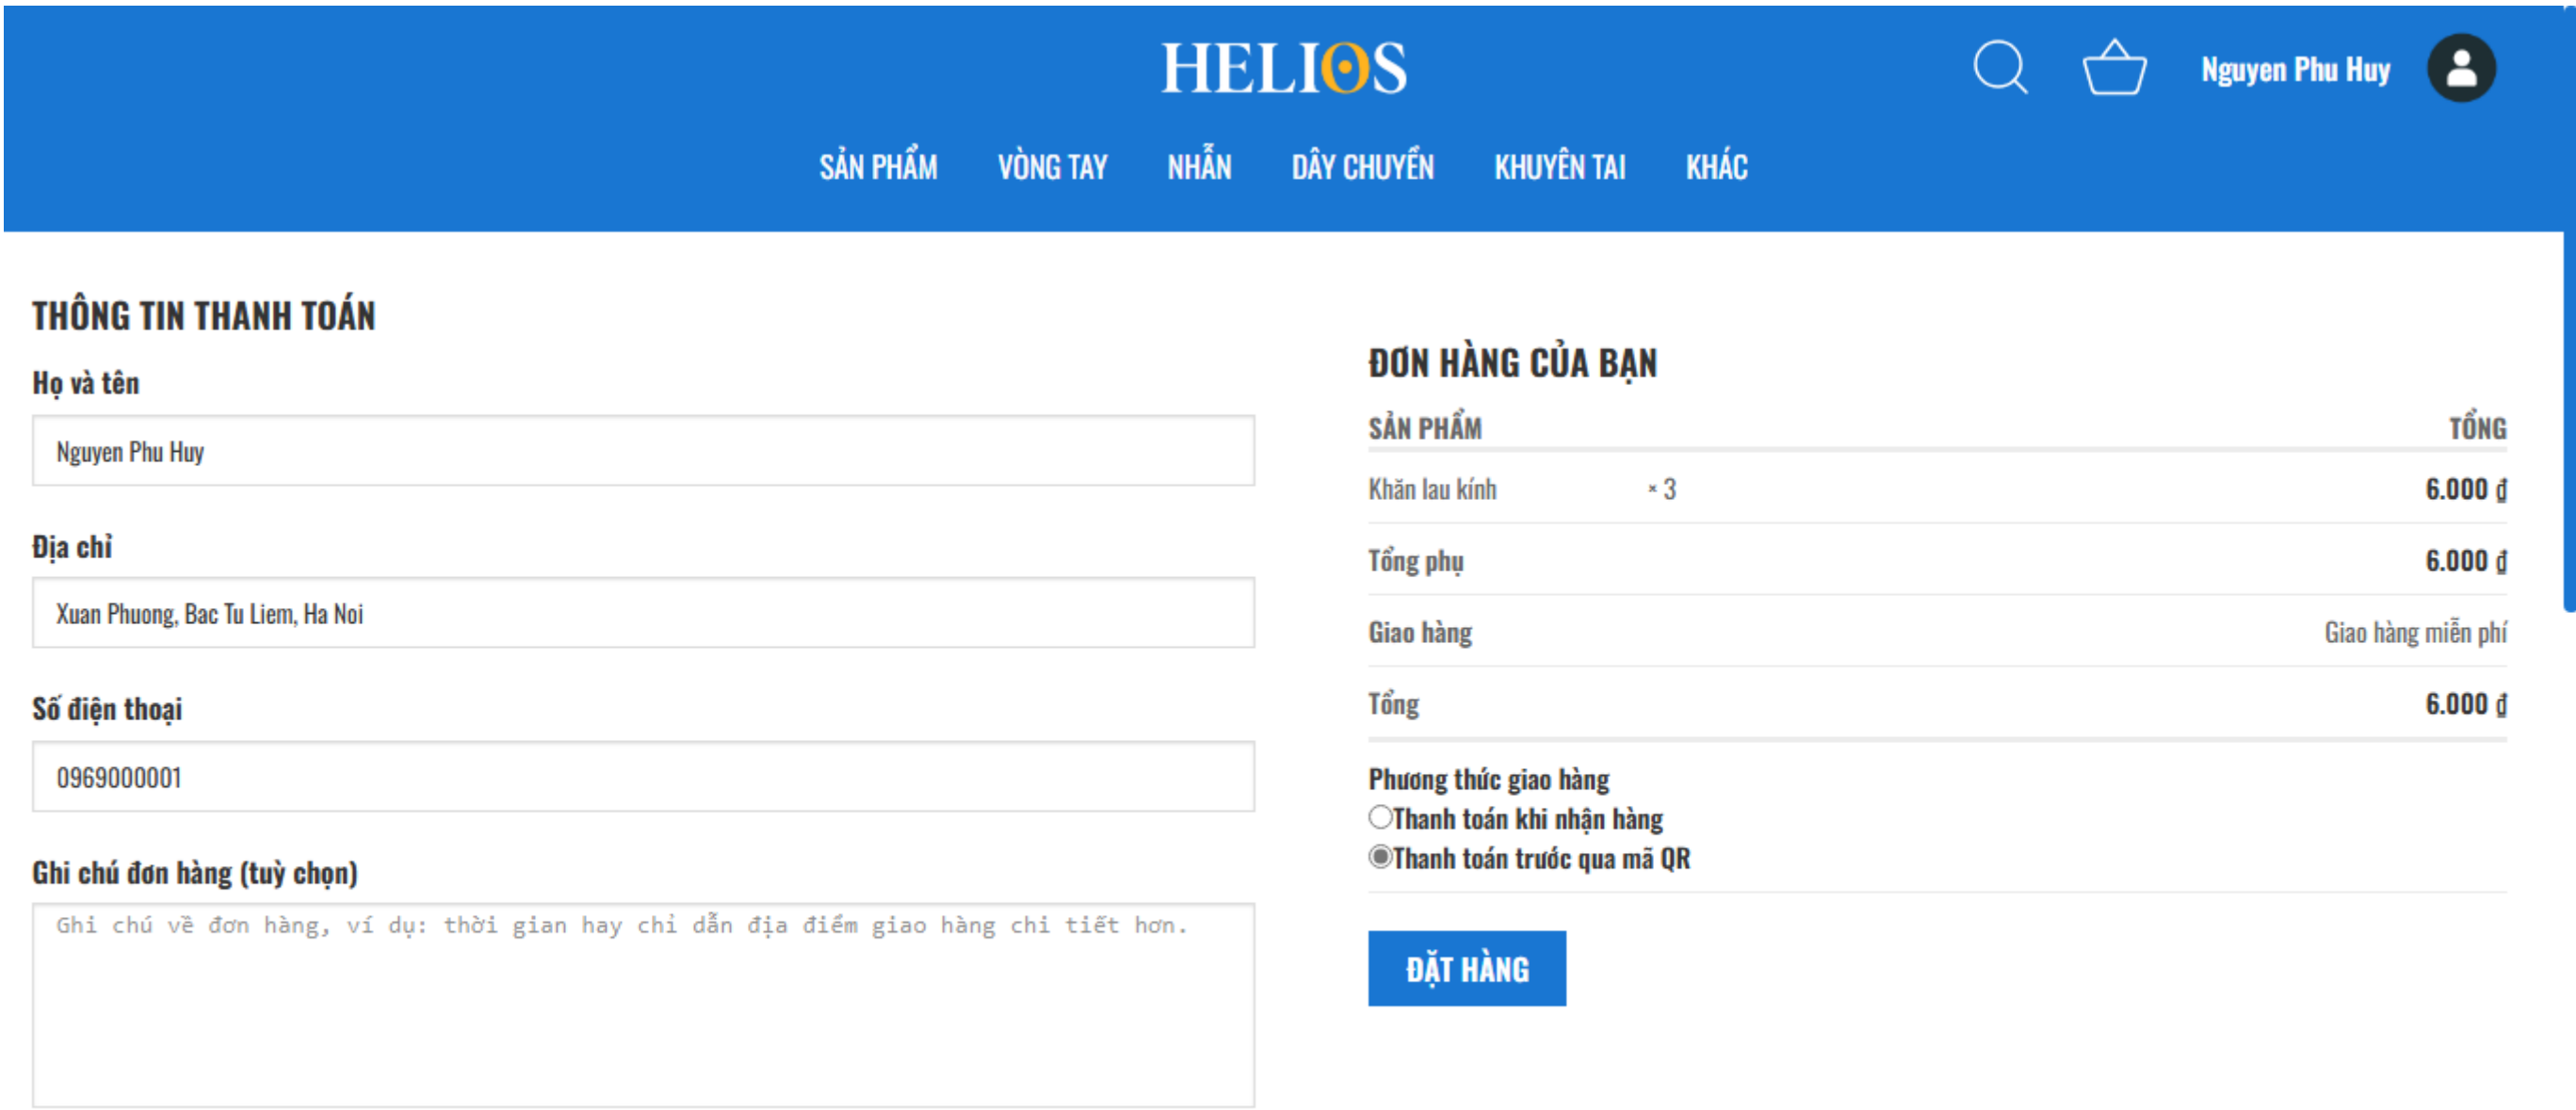 HELIOS
Nguyen Phu Huy
SẢN PHẨM VÒNG TAY NHẪN DÂY CHUYỀN KHUYÊN TAI KHÁC
THÔNG TIN THANH TOÁN
Họ và tên
Nguyen Phu Huy
Địa chỉ
Xuan Phuong, Bac Tu Liem, Ha Noi
Số điện thoại
0969000001
Ghi chú đơn hàng (tuỳ chọn)
Ghi chú về đơn hàng, ví dụ: thời gian hay chỉ dẫn địa điểm giao hàng chi tiết hơn.
ĐƠN HÀNG CỦA BẠN
SẢN PHẨM TỔNG
Khăn lau kính × 3 6.000 ₫
Tổng phụ 6.000 ₫
Giao hàng Giao hàng miễn phí
Tổng 6.000 ₫
Phương thức giao hàng
Thanh toán khi nhận hàng
Thanh toán trước qua mã QR
ĐẶT HÀNG